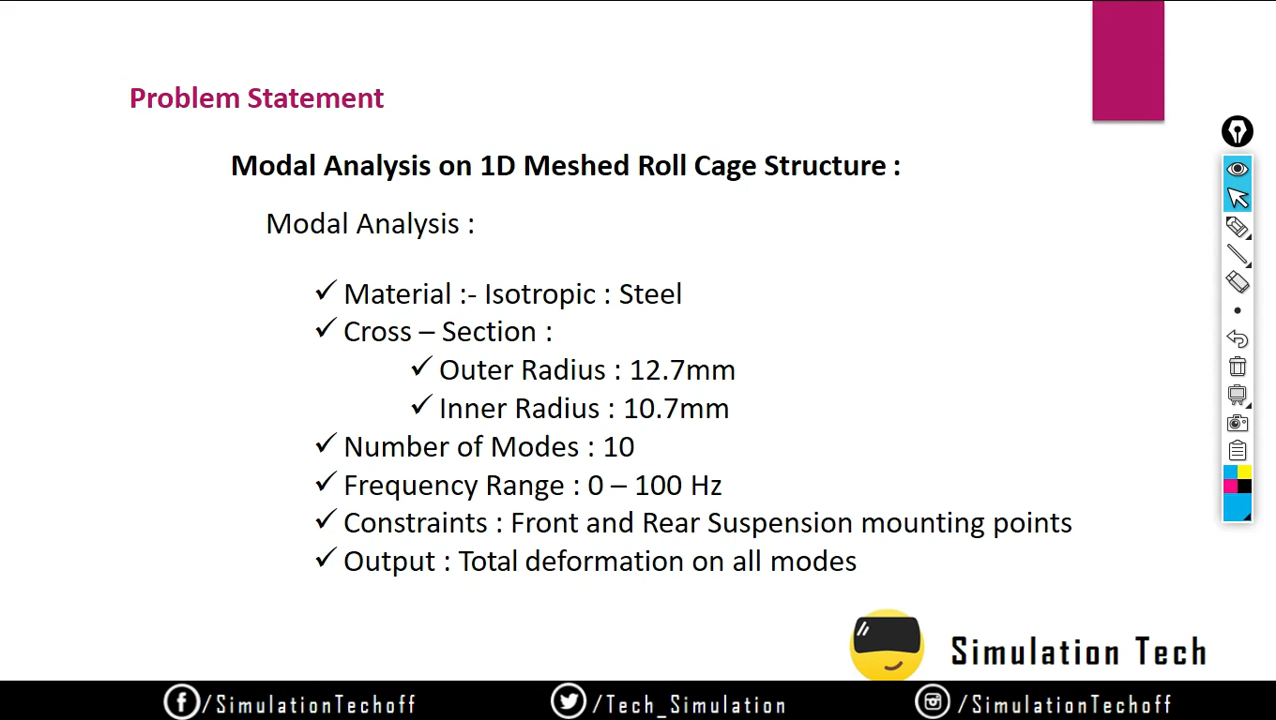 Problem Statement
Modal Analysis on 1D Meshed Roll Cage Structure :
Modal Analysis :
✓ Material :- Isotropic : Steel
✓ Cross – Section :
✓ Outer Radius : 12.7mm
✓ Inner Radius : 10.7mm
✓ Number of Modes : 10
✓ Frequency Range : 0 – 100 Hz
✓ Constraints : Front and Rear Suspension mounting points
✓ Output : Total deformation on all modes
Simulation Tech
/SimulationTechoff /Tech_Simulation /SimulationTechoff